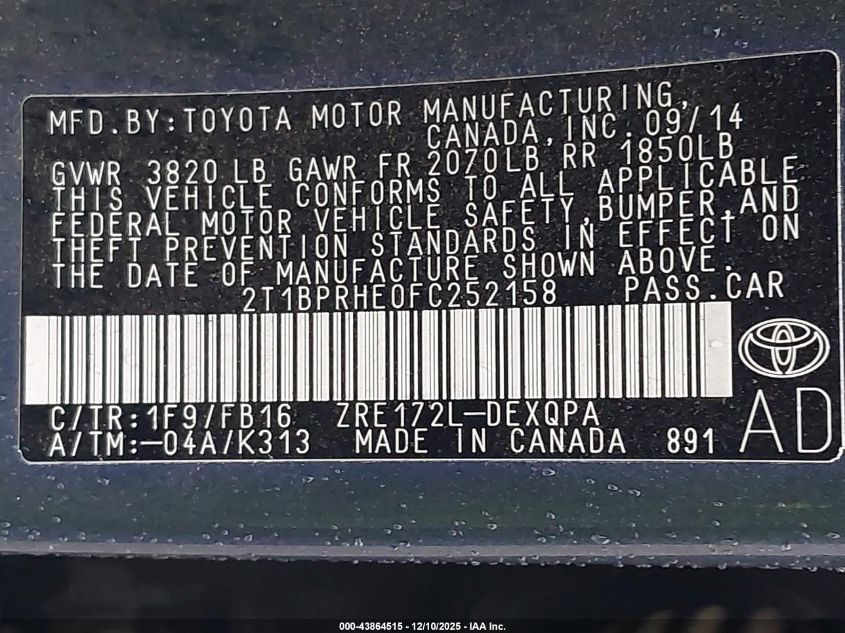 MFD.BY:TOYOTA MOTOR MANUFACTURING,
CANADA,INC. 09/14
GVWR 3820 LB GAWR FR 2070LB RR 1850LB
THIS VEHICLE CONFORMS TO ALL APPLICABLE
FEDERAL MOTOR VEHICLE SAFETY,BUMPER,AND
THEFT PREVENTION STANDARDS IN EFFECT ON
THE DATE OF MANUFACTURE SHOWN ABOVE.
2T1BPRHE0FC252158 PASS.CAR
C/TR:1F9/FB16 ZRE172L-DEXQPA
A/TM:-04A/K313 MADE IN CANADA 891
AD
000-43864515 - 12/10/2025 - IAA Inc.